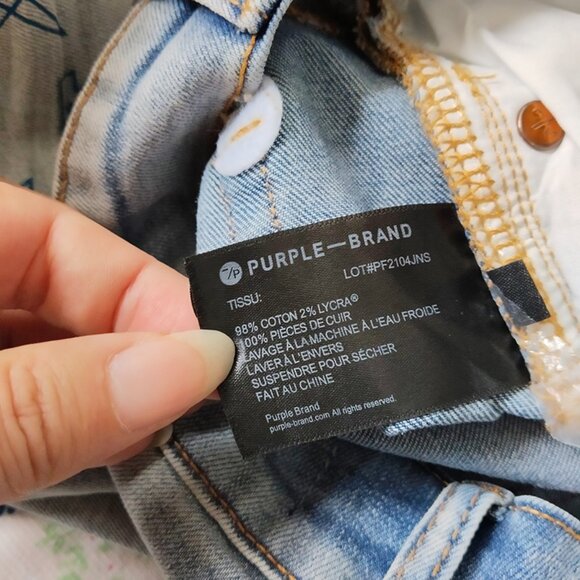 PURPLE—BRAND
LOT#PF2104JNS
TISSU:
98% COTON 2% LYCRA®
100% PIÈCES DE CUIR
LAVAGE À LA MACHINE À L'EAU FROIDE
LAVER À L'ENVERS
SUSPENDRE POUR SÉCHER
FAIT AU CHINE
Purple Brand
purple-brand.com All rights reserved.